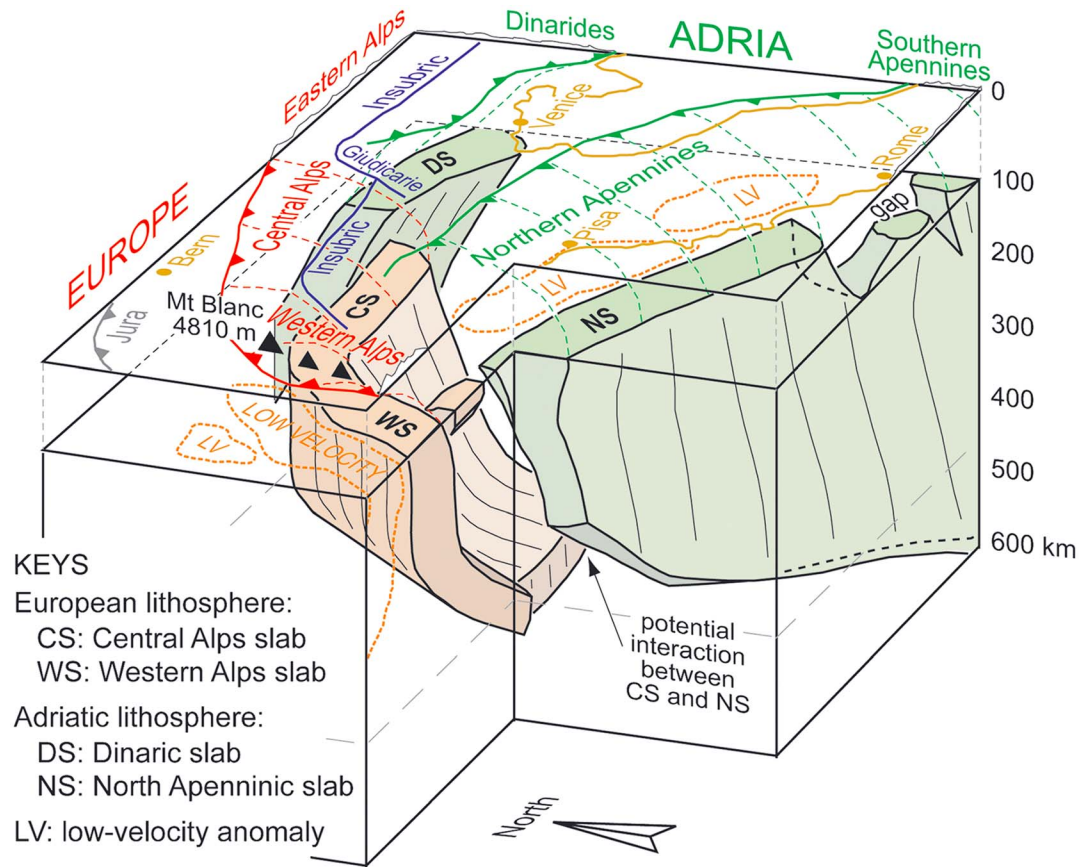 Dinarides
ADRIA
Southern
Apennines
Eastern Alps
Insubric
0
Venice
DS
Giudicarie
Central Alps
Northern Apennines
Rome
100
EUROPE
Bern
LV
gap
Pisa
200
Insubric
CS
LV
Jura
Mt Blanc
4810 m
Western Alps
NS
300
400
WS
LOW VELOCITY
LV
500
600 km
KEYS
European lithosphere:
CS: Central Alps slab
WS: Western Alps slab
Adriatic lithosphere:
DS: Dinaric slab
NS: North Apenninic slab
LV: low-velocity anomaly
potential
interaction
between
CS and NS
North